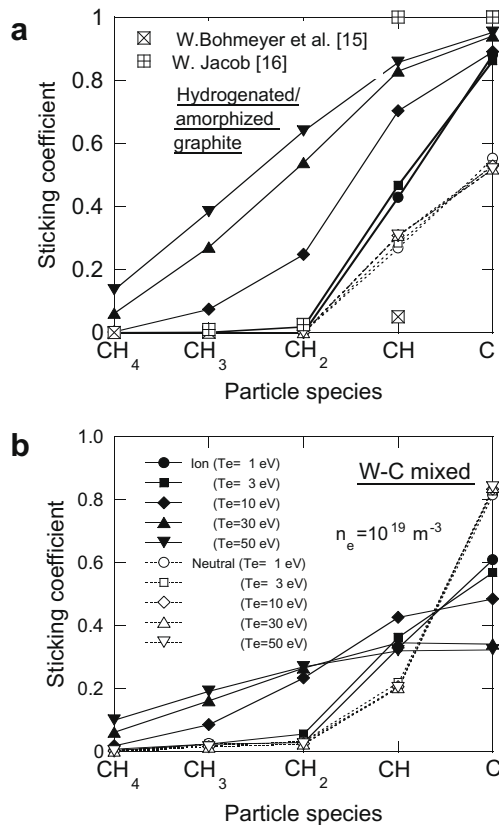 a
W.Bohmeyer et al. [15]
W. Jacob [16]
Hydrogenated/
amorphized
graphite
Sticking coefficient
1
0.8
0.6
0.4
0.2
0
CH4 CH3 CH2 CH C
Particle species
b
Ion (Te= 1 eV)
(Te= 3 eV)
(Te=10 eV)
(Te=30 eV)
(Te=50 eV)
Neutral (Te= 1 eV)
(Te= 3 eV)
(Te=10 eV)
(Te=30 eV)
(Te=50 eV)
W-C mixed
ne=10¹⁹ m⁻³
Sticking coefficient
1.0
0.8
0.6
0.4
0.2
0
CH4 CH3 CH2 CH C
Particle species